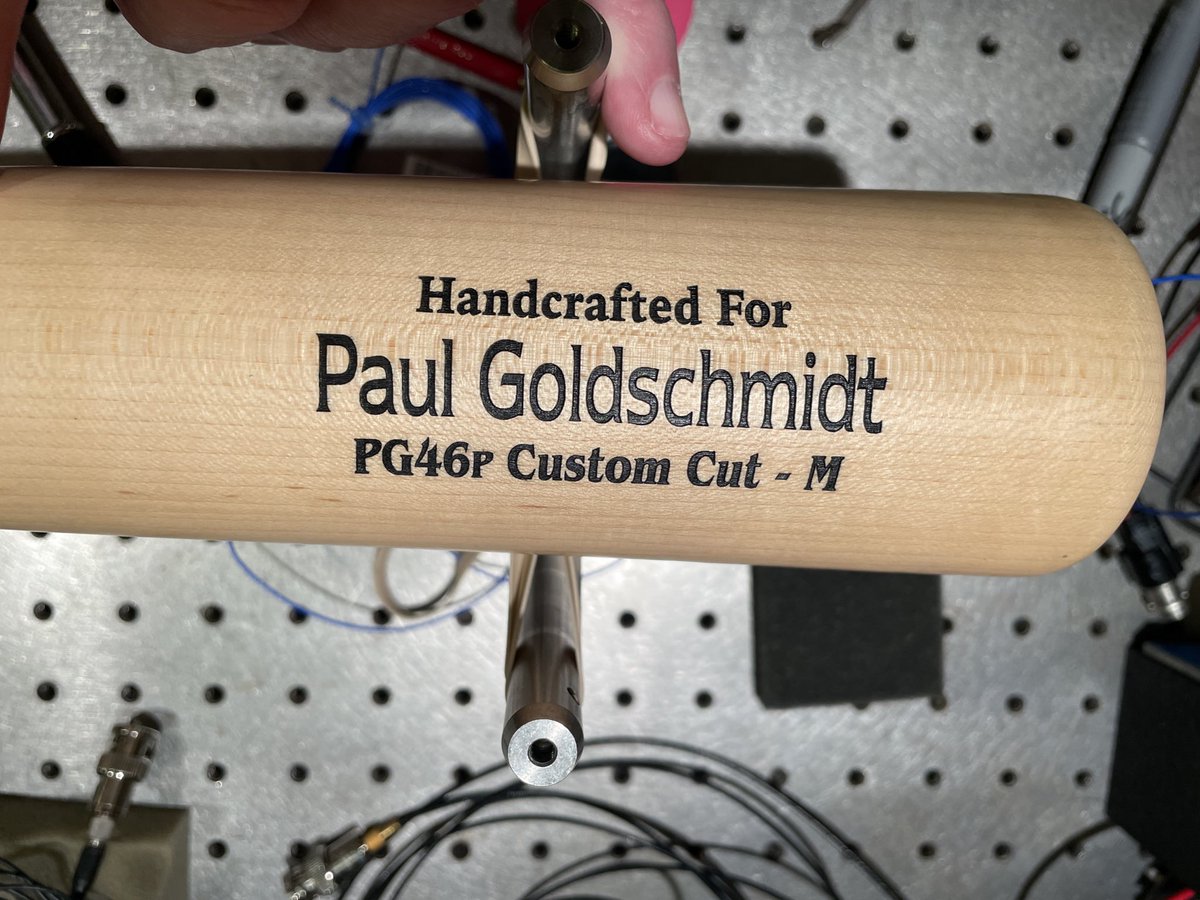 Handcrafted For
Paul Goldschmidt
PG46P Custom Cut - M